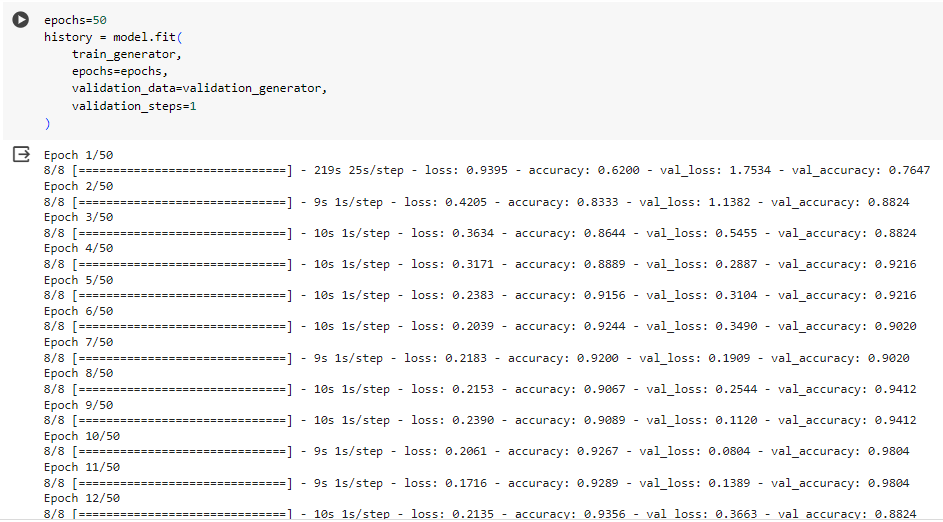 epochs=50
history = model.fit(
    train_generator,
    epochs=epochs,
    validation_data=validation_generator,
    validation_steps=1
)
Epoch 1/50
8/8 [==============================] - 219s 25s/step - loss: 0.9395 - accuracy: 0.6200 - val_loss: 1.7534 - val_accuracy: 0.7647
Epoch 2/50
8/8 [==============================] - 9s 1s/step - loss: 0.4205 - accuracy: 0.8333 - val_loss: 1.1382 - val_accuracy: 0.8824
Epoch 3/50
8/8 [==============================] - 10s 1s/step - loss: 0.3634 - accuracy: 0.8644 - val_loss: 0.5455 - val_accuracy: 0.8824
Epoch 4/50
8/8 [==============================] - 10s 1s/step - loss: 0.3171 - accuracy: 0.8889 - val_loss: 0.2887 - val_accuracy: 0.9216
Epoch 5/50
8/8 [==============================] - 10s 1s/step - loss: 0.2383 - accuracy: 0.9156 - val_loss: 0.3104 - val_accuracy: 0.9216
Epoch 6/50
8/8 [==============================] - 10s 1s/step - loss: 0.2039 - accuracy: 0.9244 - val_loss: 0.3490 - val_accuracy: 0.9020
Epoch 7/50
8/8 [==============================] - 9s 1s/step - loss: 0.2183 - accuracy: 0.9200 - val_loss: 0.1909 - val_accuracy: 0.9020
Epoch 8/50
8/8 [==============================] - 10s 1s/step - loss: 0.2153 - accuracy: 0.9067 - val_loss: 0.2544 - val_accuracy: 0.9412
Epoch 9/50
8/8 [==============================] - 10s 1s/step - loss: 0.2390 - accuracy: 0.9089 - val_loss: 0.1120 - val_accuracy: 0.9412
Epoch 10/50
8/8 [==============================] - 9s 1s/step - loss: 0.2061 - accuracy: 0.9267 - val_loss: 0.0804 - val_accuracy: 0.9804
Epoch 11/50
8/8 [==============================] - 9s 1s/step - loss: 0.1716 - accuracy: 0.9289 - val_loss: 0.1389 - val_accuracy: 0.9804
Epoch 12/50
8/8 [==============================] - 10s 1s/step - loss: 0.2135 - accuracy: 0.9356 - val_loss: 0.3663 - val_accuracy: 0.8824